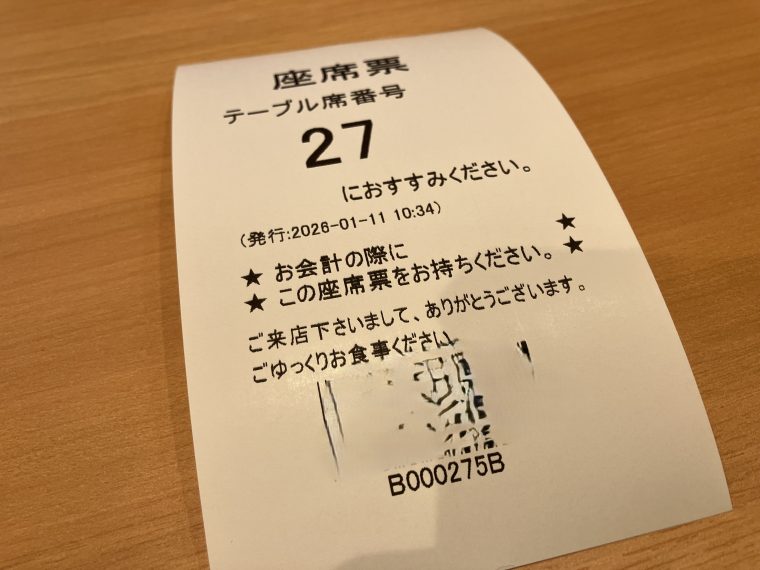 座席票
テーブル席番号
27
におすすみください。
(発行:2026-01-11 10:34)
★ お会計の際に ★
★ この座席票をお持ちください。 ★
ご来店下さいまして、ありがとうございます。
ごゆっくりお食事ください
B000275B